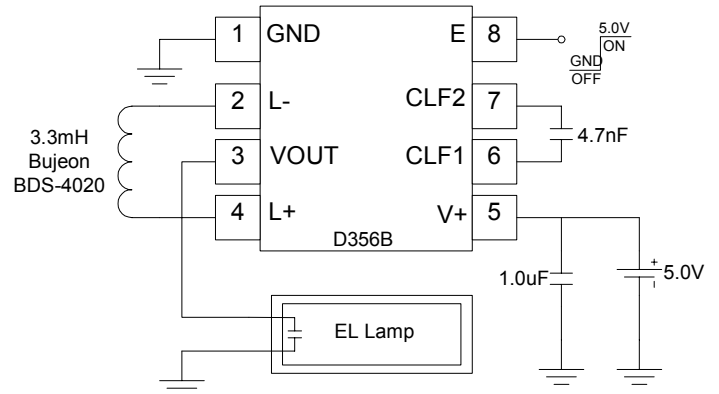 1 GND
E 8
5.0V
ON
GND
OFF
2 L-
CLF2 7
3.3mH
Bujeon
BDS-4020
4.7nF
3 VOUT
CLF1 6
4 L+
V+ 5
D356B
1.0uF
+
-
5.0V
EL Lamp